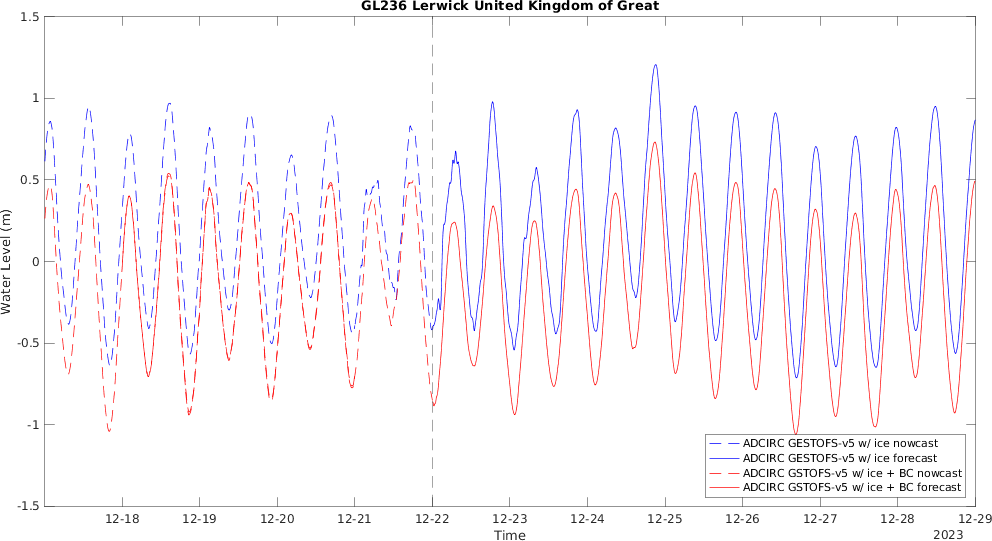 GL236 Lerwick United Kingdom of Great
1.5
1
0.5
0
-0.5
-1
-1.5
Water Level (m)
ADCIRC GESTOFS-v5 w/ ice nowcast
ADCIRC GESTOFS-v5 w/ ice forecast
ADCIRC GSTOFS-v5 w/ ice + BC nowcast
ADCIRC GSTOFS-v5 w/ ice + BC forecast
12-18 12-19 12-20 12-21 12-22 12-23 12-24 12-25 12-26 12-27 12-28 12-29
Time
2023